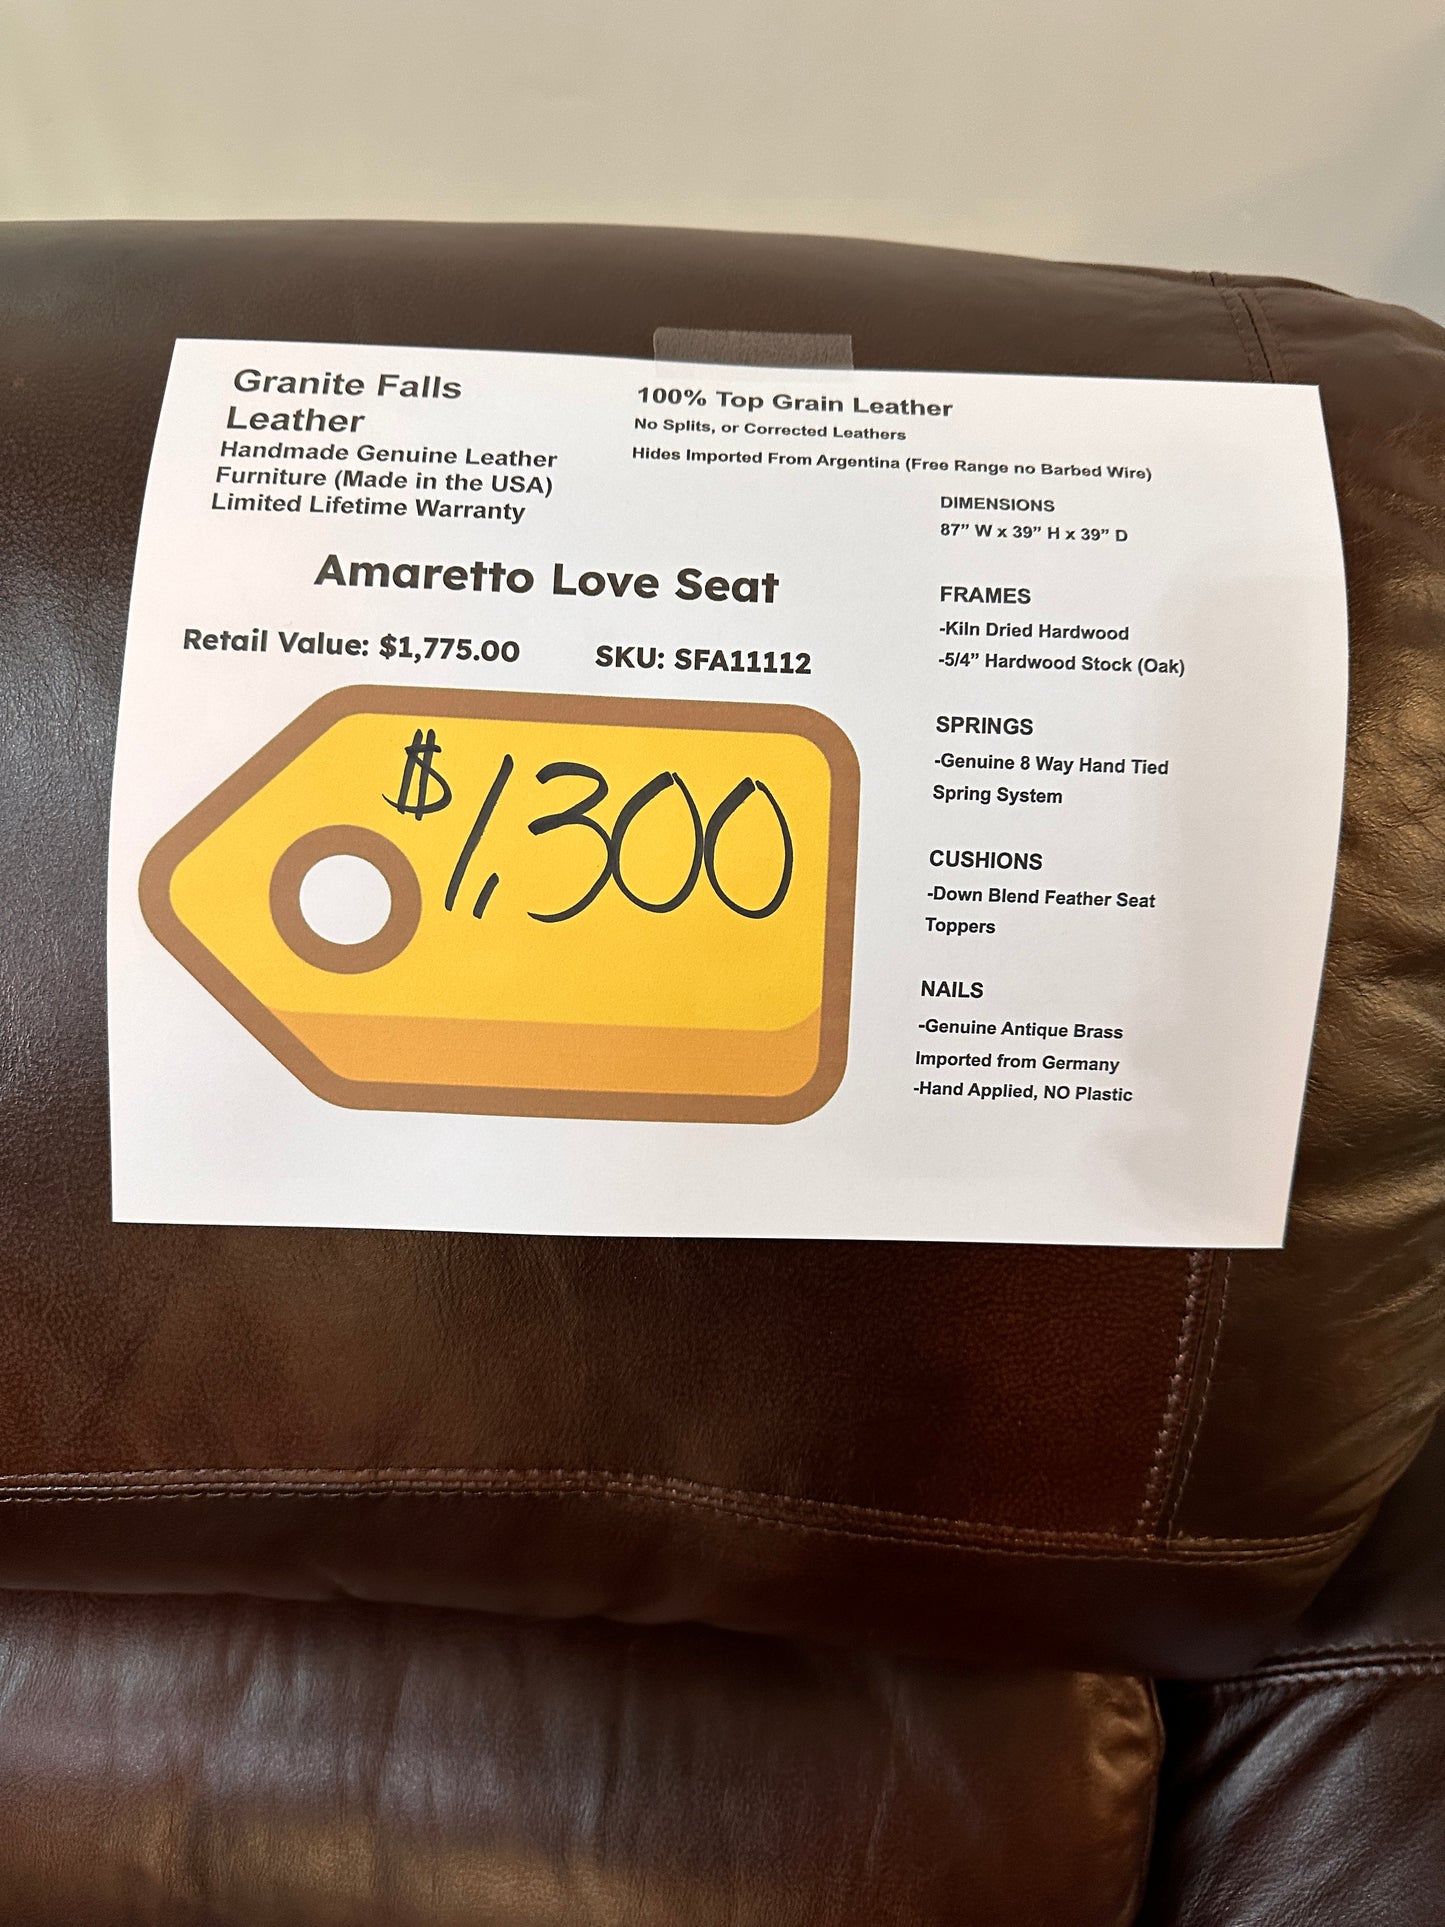 Granite Falls
Leather
Handmade Genuine Leather
Furniture (Made in the USA)
Limited Lifetime Warranty
100% Top Grain Leather
No Splits, or Corrected Leathers
Hides Imported From Argentina (Free Range no Barbed Wire)
Amaretto Love Seat
Retail Value: $1,775.00
SKU: SFA11112
$1,300
DIMENSIONS
87” W x 39” H x 39” D
FRAMES
-Kiln Dried Hardwood
-5/4” Hardwood Stock (Oak)
SPRINGS
-Genuine 8 Way Hand Tied
Spring System
CUSHIONS
-Down Blend Feather Seat
Toppers
NAILS
-Genuine Antique Brass
Imported from Germany
-Hand Applied, NO Plastic